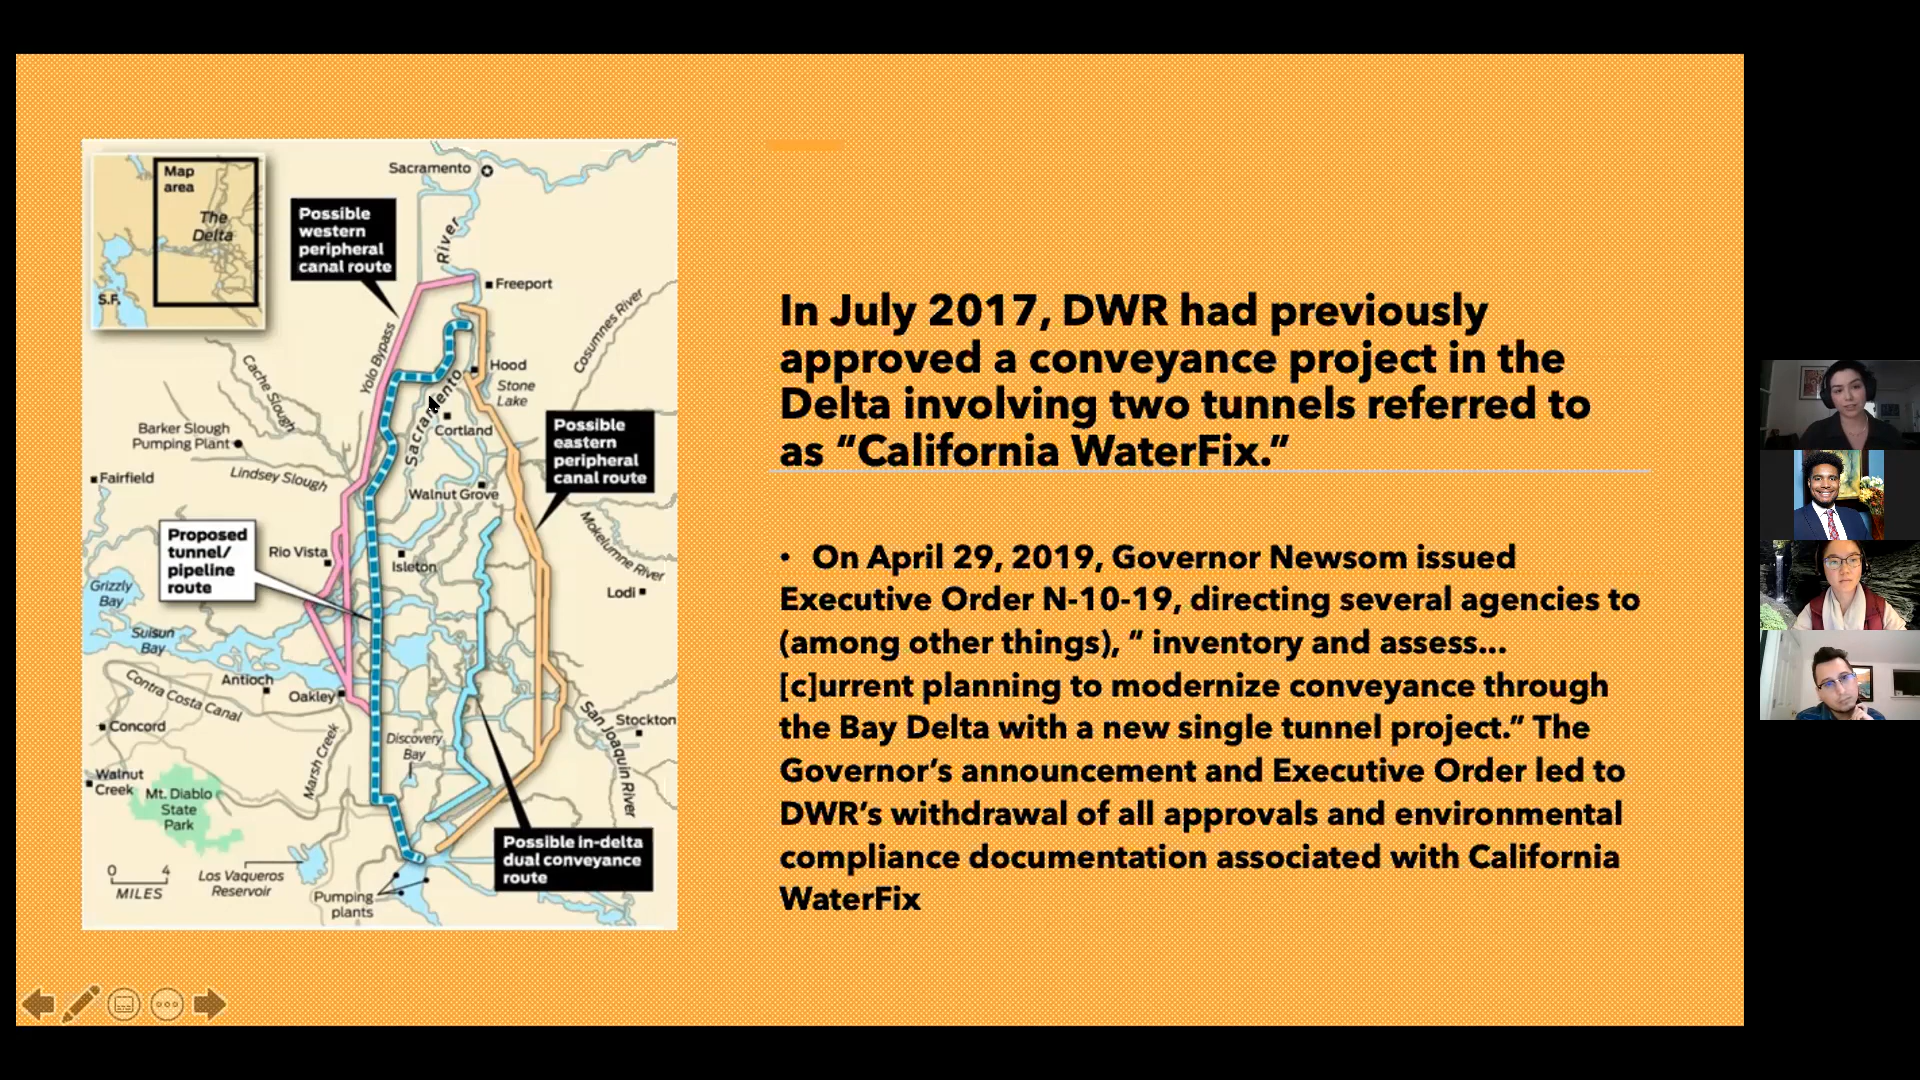 Map
area
The
Delta
S.F.
Sacramento
Possible
western
peripheral
canal route
River
Freeport
Cosumnes River
Yolo Bypass
Hood
Stone
Lake
Cache Slough
Sacramento
Cortland
Barker Slough
Pumping Plant
Possible
eastern
peripheral
canal route
Fairfield
Lindsey Slough
Walnut Grove
Mokelumne River
Proposed
tunnel/
pipeline
route
Rio Vista
Isleton
Lodi
Grizzly
Bay
Suisun
Bay
Antioch
Oakley
Contra Costa Canal
Concord
San Joaquin River
Stockton
Discovery
Bay
Marsh Creek
Walnut
Creek
Mt. Diablo
State
Park
Possible in-delta
dual conveyance
route
0 4
MILES
Los Vaqueros
Reservoir
Pumping
plants
In July 2017, DWR had previously
approved a conveyance project in the
Delta involving two tunnels referred to
as “California WaterFix.”
• On April 29, 2019, Governor Newsom issued
Executive Order N-10-19, directing several agencies to
(among other things), “ inventory and assess...
[c]urrent planning to modernize conveyance through
the Bay Delta with a new single tunnel project.” The
Governor’s announcement and Executive Order led to
DWR’s withdrawal of all approvals and environmental
compliance documentation associated with California
WaterFix